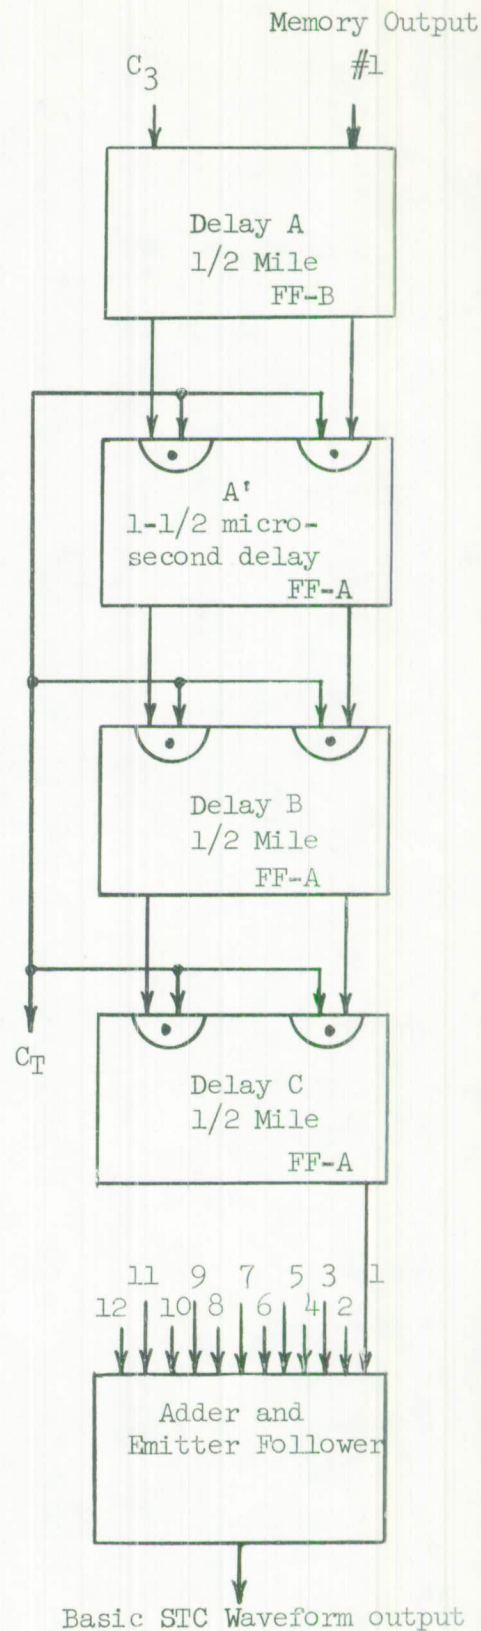 Memory Output
C3 #1
Delay A
1/2 Mile
FF-B
A'
1-1/2 micro-
second delay
FF-A
Delay B
1/2 Mile
FF-A
CT
Delay C
1/2 Mile
FF-A
11 9 7 5 3 1
12 10 8 6 4 2
Adder and
Emitter Follower
Basic STC Waveform output